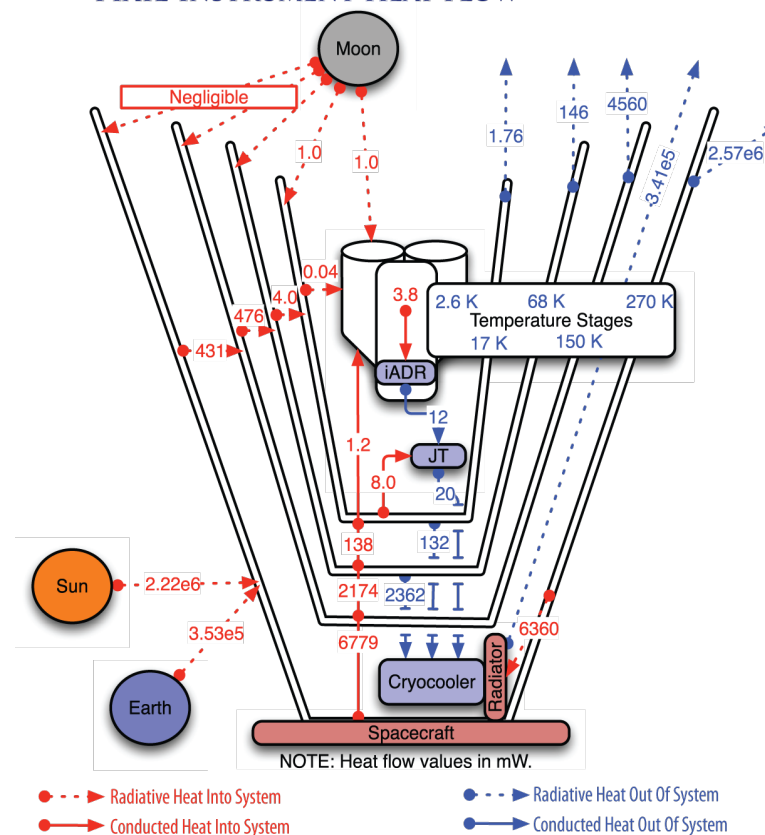 Moon
Negligible
1.0
1.0
1.76
146
4560
3.41e5
2.57e6
0.04
4.0
476
431
3.8
2.6 K
68 K
270 K
Temperature Stages
17 K
150 K
iADR
12
JT
1.2
8.0
20
138
132
2174
2362
6779
6360
Sun
2.22e6
3.53e5
Earth
Cryocooler
Radiator
Spacecraft
NOTE: Heat flow values in mW.
Radiative Heat Into System
Radiative Heat Out Of System
Conducted Heat Into System
Conducted Heat Out Of System